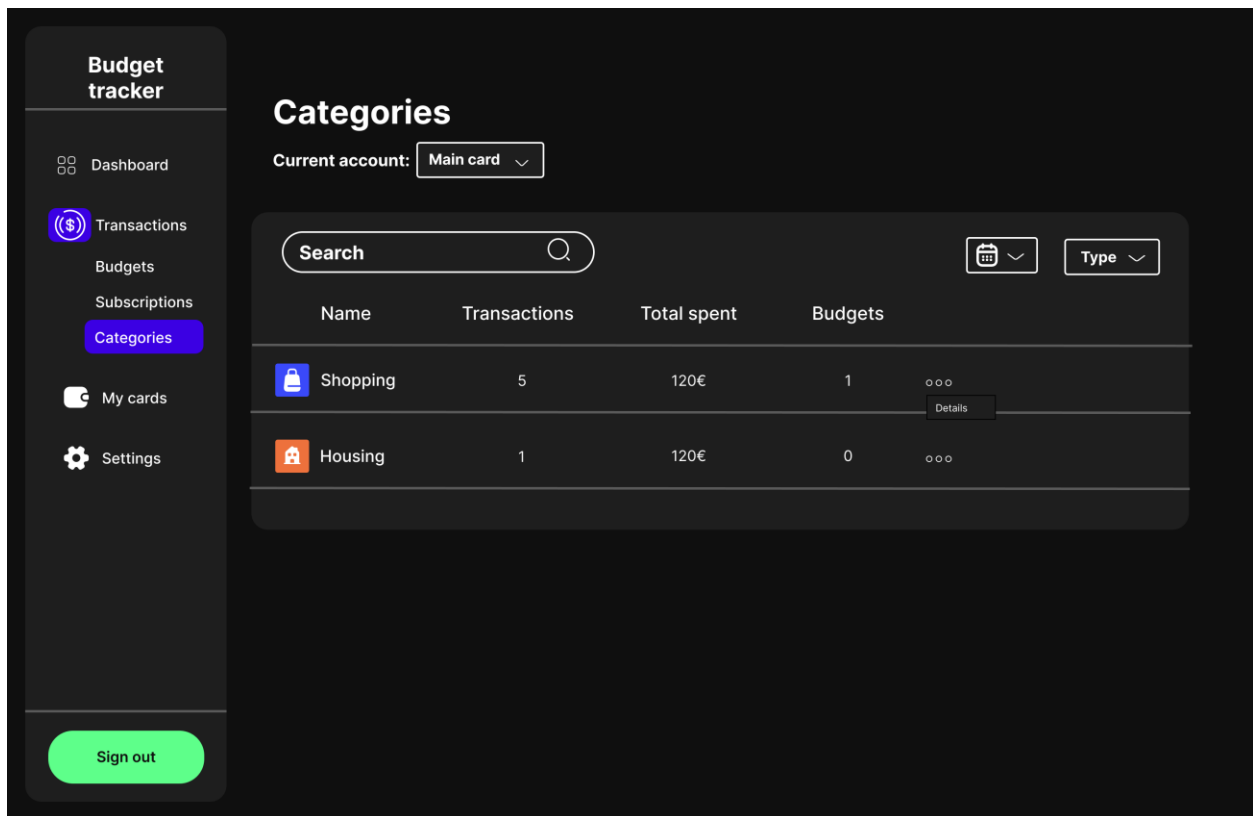 Budget
tracker
Dashboard
Transactions
Budgets
Subscriptions
Categories
My cards
Settings
Sign out
Categories
Current account: Main card
Search
Type
Name Transactions Total spent Budgets
Shopping 5 120€ 1
Details
Housing 1 120€ 0